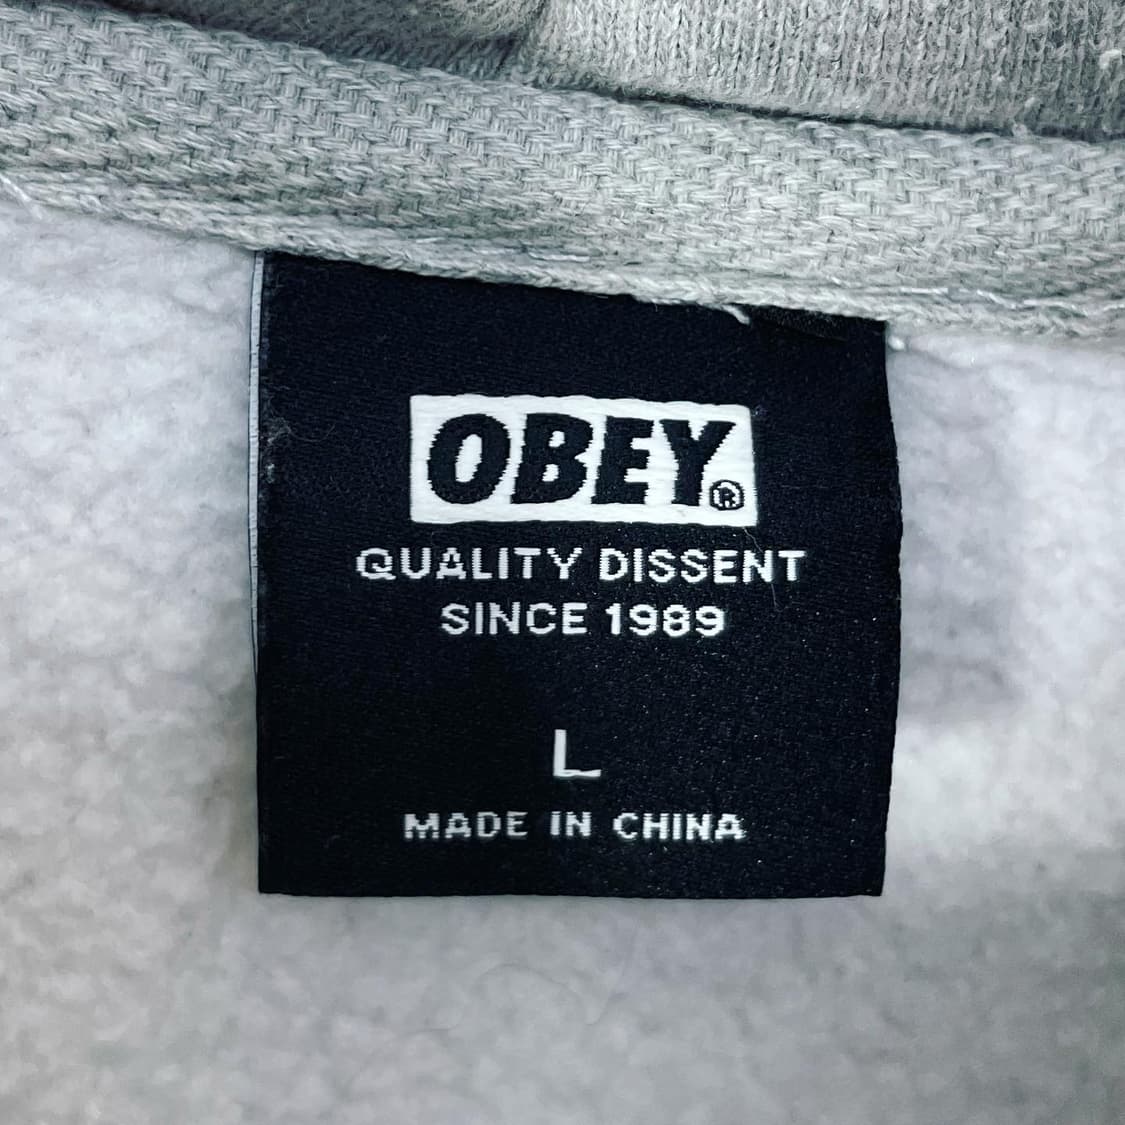 OBEY®
QUALITY DISSENT
SINCE 1989
L
MADE IN CHINA